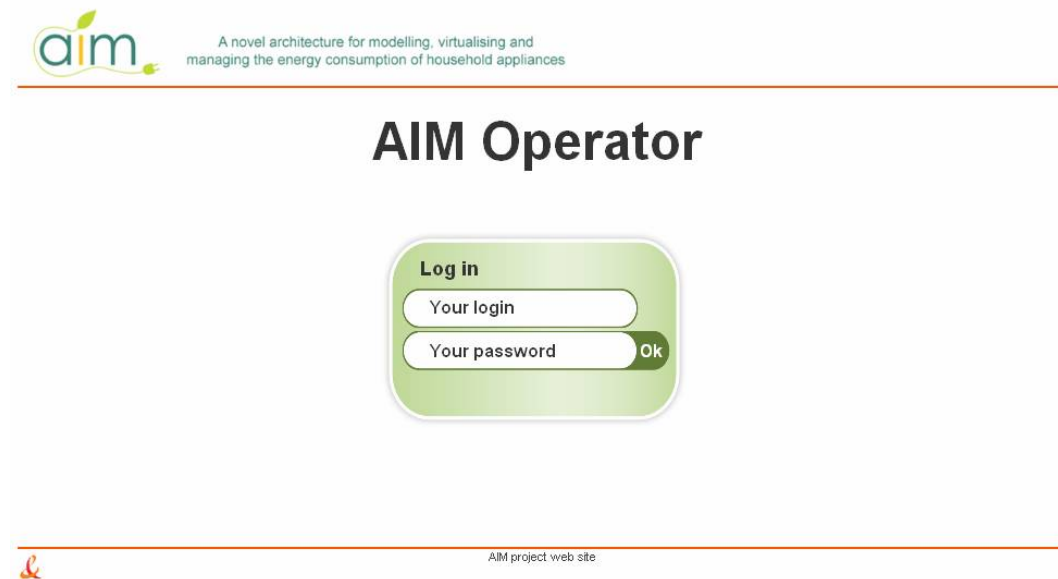 aim
A novel architecture for modelling, virtualising and
managing the energy consumption of household appliances
AIM Operator
Log in
Your login
Your password
Ok
AIM project web site